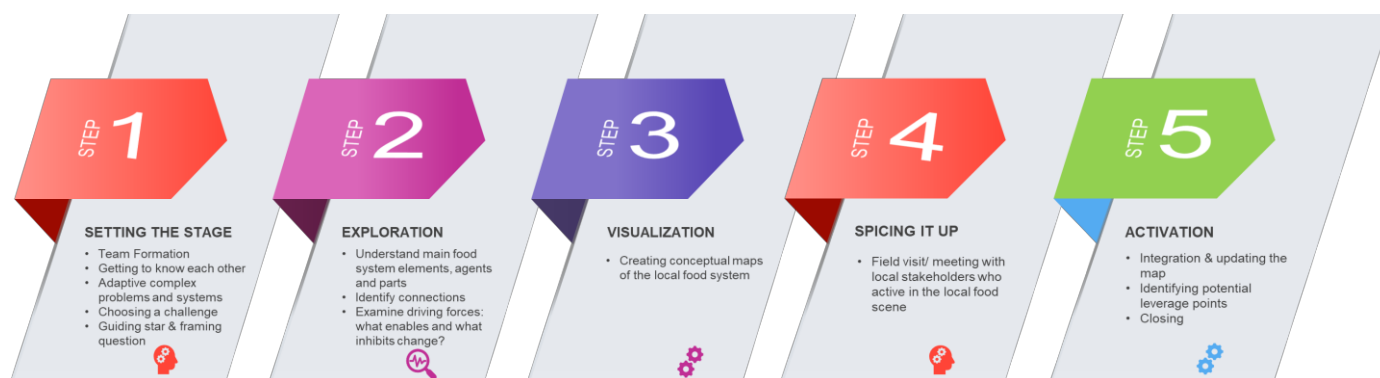 STEP 1
SETTING THE STAGE
• Team Formation
• Getting to know each other
• Adaptive complex
problems and systems
• Choosing a challenge
• Guiding star & framing
question
STEP 2
EXPLORATION
• Understand main food
system elements, agents
and parts
• Identify connections
• Examine driving forces:
what enables and what
inhibits change?
STEP 3
VISUALIZATION
• Creating conceptual maps
of the local food system
STEP 4
SPICING IT UP
• Field visit/ meeting with
local stakeholders who
active in the local food
scene
STEP 5
ACTIVATION
• Integration & updating the
map
• Identifying potential
leverage points
• Closing